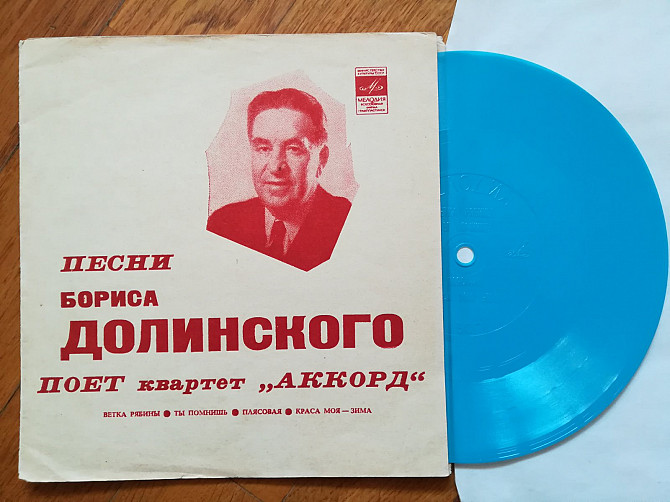 МЕЛОДИЯ
ПЕСНИ
БОРИСА
ДОЛИНСКОГО
ПОЕТ квартет „АККОРД“
ВЕТКА РЯБИНЫ ● ТЫ ПОМНИШЬ ● ПЛЯСОВАЯ ● КРАСА МОЯ — ЗИМА